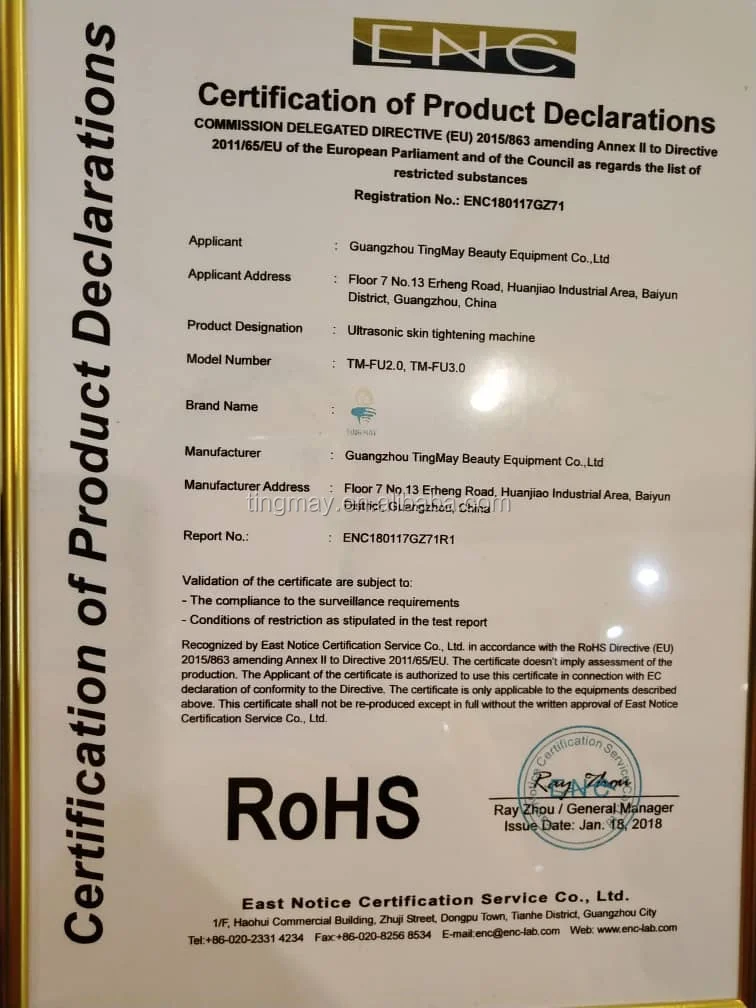 Certification of Product Declarations
ENC
Certification of Product Declarations
COMMISSION DELEGATED DIRECTIVE (EU) 2015/863 amending Annex II to Directive
2011/65/EU of the European Parliament and of the Council as regards the list of
restricted substances
Registration No.: ENC180117GZ71
Applicant : Guangzhou TingMay Beauty Equipment Co.,Ltd
Applicant Address : Floor 7 No.13 Erheng Road, Huanjiao Industrial Area, Baiyun
District, Guangzhou, China
Product Designation : Ultrasonic skin tightening machine
Model Number : TM-FU2.0, TM-FU3.0
Brand Name :
TINGMAY
Manufacturer : Guangzhou TingMay Beauty Equipment Co.,Ltd
Manufacturer Address : Floor 7 No.13 Erheng Road, Huanjiao Industrial Area, Baiyun
District, Guangzhou, China
tingmay.en.alibaba.com
Report No.: : ENC180117GZ71R1
Validation of the certificate are subject to:
- The compliance to the surveillance requirements
- Conditions of restriction as stipulated in the test report
Recognized by East Notice Certification Service Co., Ltd. in accordance with the RoHS Directive (EU)
2015/863 amending Annex II to Directive 2011/65/EU. The certificate doesn't imply assessment of the
production. The Applicant of the certificate is authorized to use this certificate in connection with EC
declaration of conformity to the Directive. The certificate is only applicable to the equipments described
above. This certificate shall not be re-produced except in full without the written approval of East Notice
Certification Service Co., Ltd.
RoHS
Certification Service
ENC
Ray Zhou
Ray Zhou / General Manager
Issue Date: Jan. 18, 2018
East Notice Certification Service Co., Ltd.
1/F, Haohui Commercial Building, Zhuji Street, Dongpu Town, Tianhe District, Guangzhou City
Tel:+86-020-2331 4234 Fax:+86-020-8256 8534 E-mail:enc@enc-lab.com Web: www.enc-lab.com